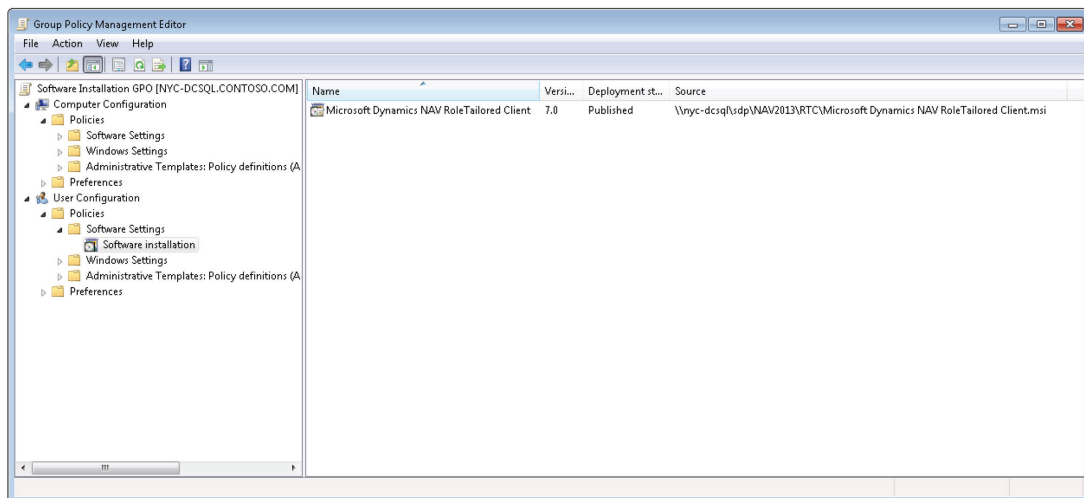 Group Policy Management Editor
File Action View Help
Software Installation GPO [NYC-DCSQL.CONTOSO.COM]
Computer Configuration
Policies
Software Settings
Windows Settings
Administrative Templates: Policy definitions (A
Preferences
User Configuration
Policies
Software Settings
Software installation
Windows Settings
Administrative Templates: Policy definitions (A
Preferences
Name Versi... Deployment st... Source
Microsoft Dynamics NAV RoleTailored Client 7.0 Published \\nyc-dcsql\sdp\NAV2013\RTC\Microsoft Dynamics NAV RoleTailored Client.msi